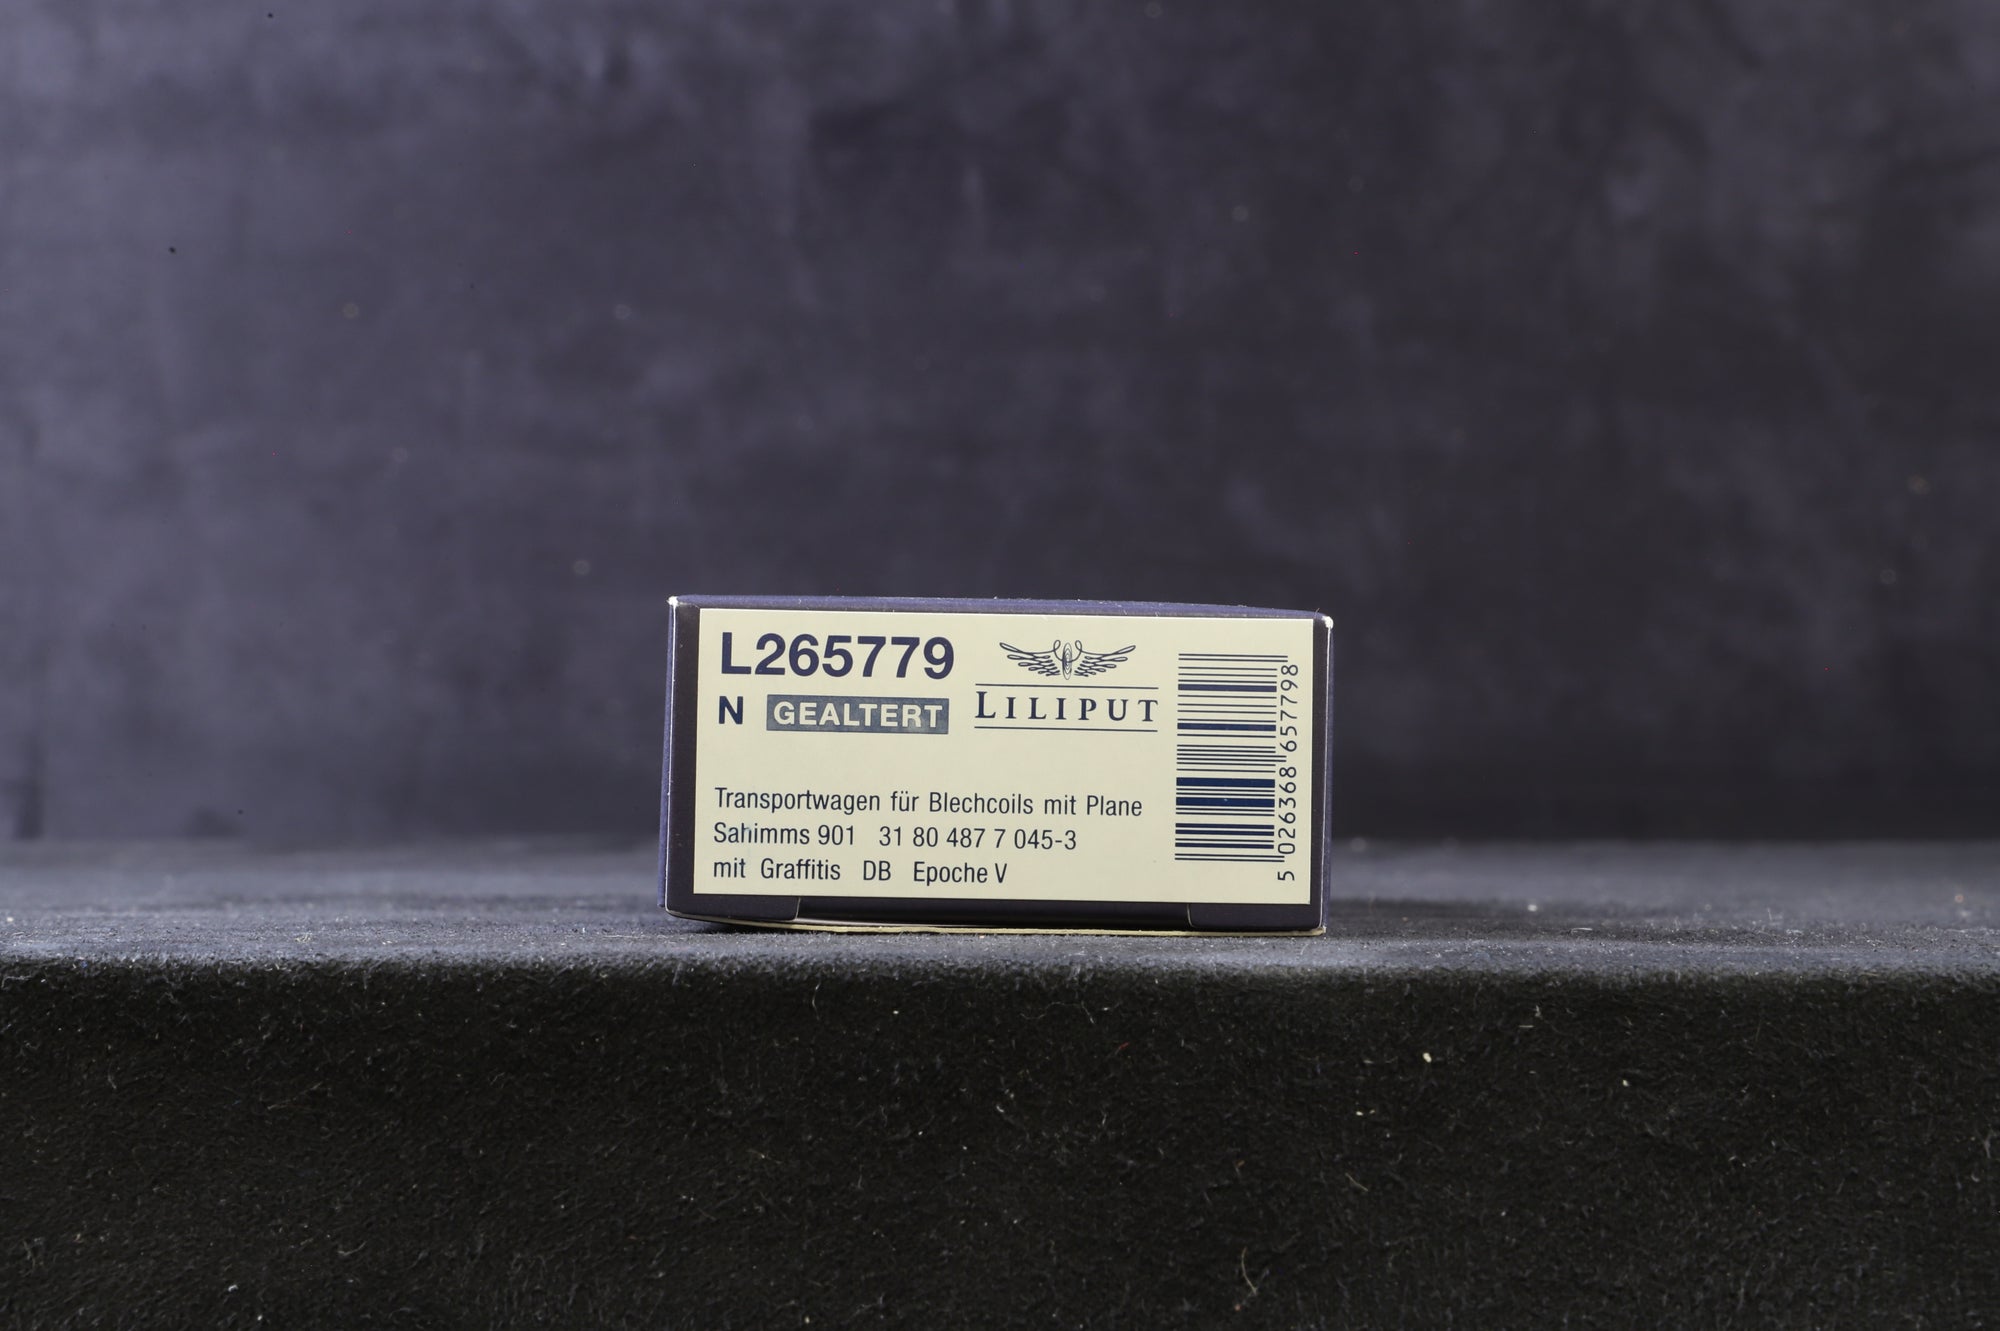 L265779
N GEALTERT
LILIPUT
Transportwagen für Blechcoils mit Plane
Sahimms 901 31 80 487 7 045-3
mit Graffitis DB Epoche V
5 026368 657798